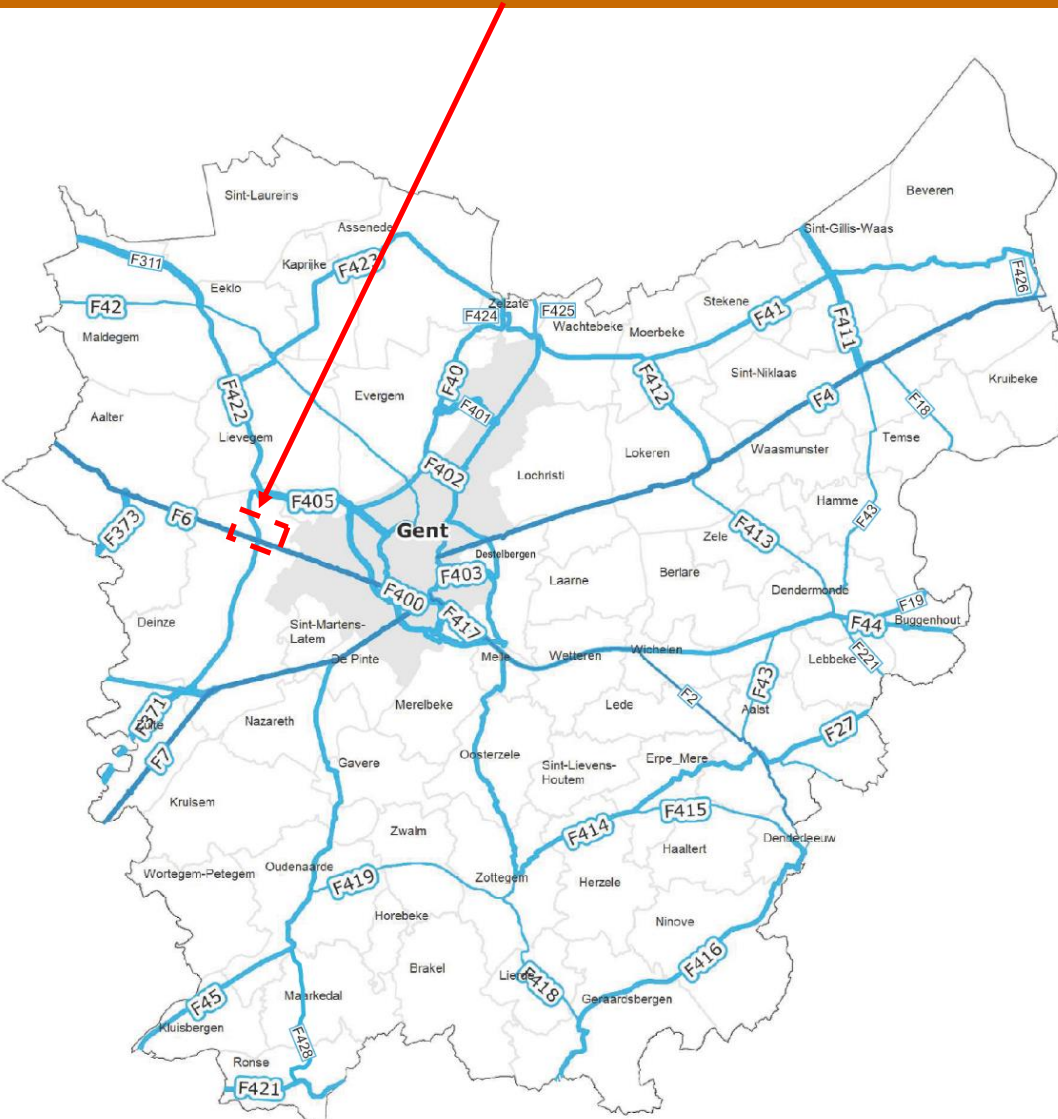 Beveren
Sint-Laureins
Assenede
Sint-Gillis-Waas
F311
Kaprijke
F423
F426
Eeklo
Stekene
F42
Zelzate
F424
F425
Wachtebeke
Moerbeke
F41
F411
Maldegem
Sint-Niklaas
F40
F412
Kruibeke
F422
Evergem
F401
F4
F18
Aalter
Lievegem
Temse
Waasmunster
Lokeren
F402
Lochristi
F405
Hamme
F6
F373
F43
Gent
F413
Zele
Destelbergen
F403
Laarne
Berlare
Dendermonde
F400
F19
Deinze
Sint-Martens-
Latem
F417
F44
Buggenhout
De Pinte
Melle
Wetteren
Wichelen
F221
Lebbeke
F43
F371
Zulte
Nazareth
Merelbeke
F2
Lede
Aalst
F27
F7
Gavere
Oosterzele
Sint-Lievens-
Houtem
Erpe_Mere
Kruisem
F415
Zwalm
F414
Denderleeuw
Haaltert
Wortegem-Petegem
Oudenaarde
F419
Zottegem
Herzele
Horebeke
Ninove
F416
Brakel
Lierde
F418
Maarkedal
F45
Geraardsbergen
Kluisbergen
F428
Ronse
F421